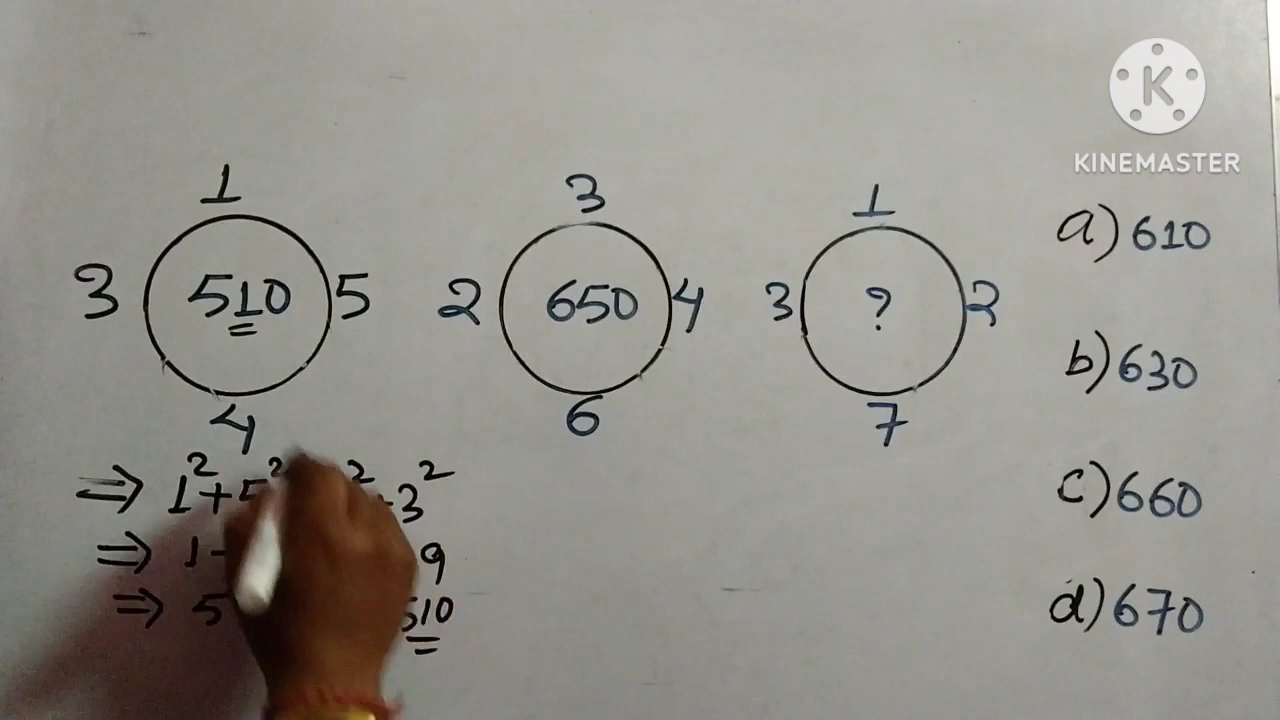 1
3 510 5
4
3
2 650 4
6
1
3 ? 2
7
a) 610
b) 630
c) 660
d) 670
⇒ 1² + 5² ² 3²
⇒ 1 9
⇒ 5 510
K
KINEMASTER